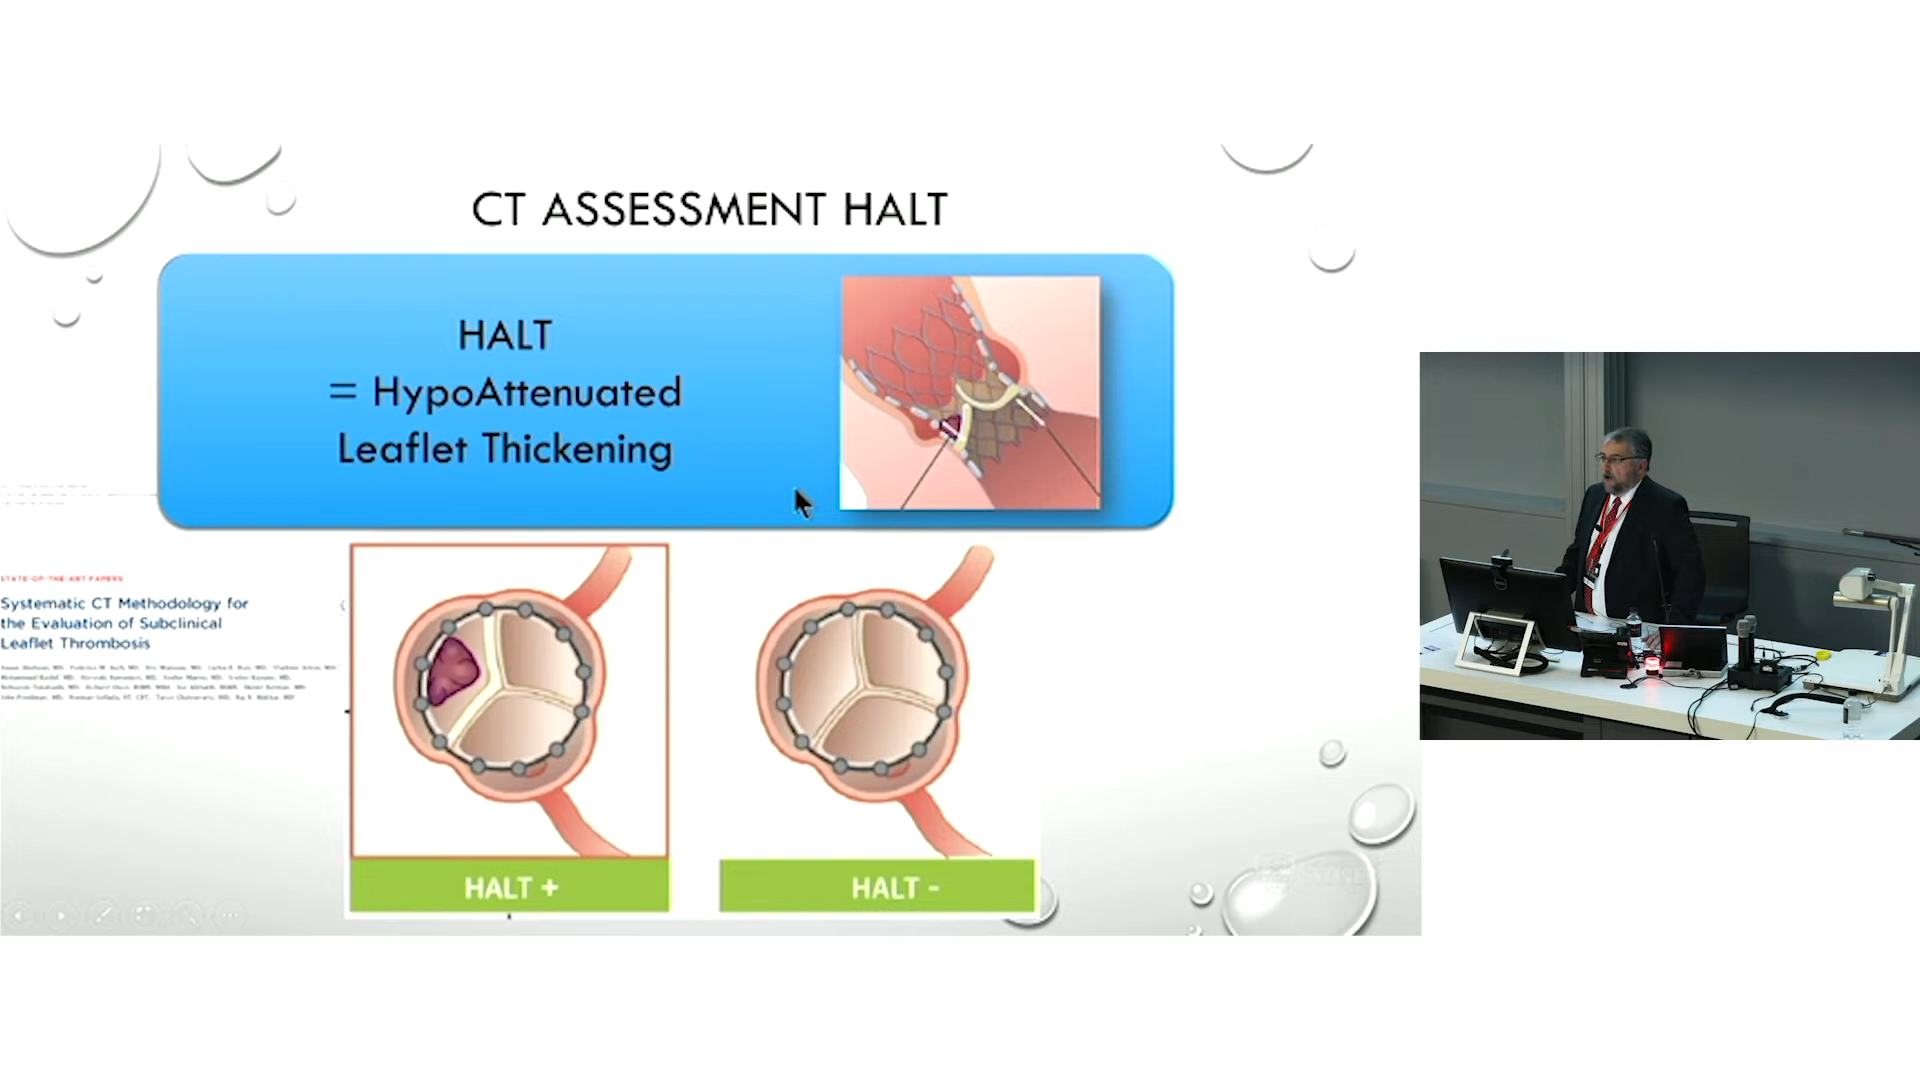 CT ASSESSMENT HALT
HALT
= HypoAttenuated
Leaflet Thickening
STATE-OF-THE-ART PAPERS
Systematic CT Methodology for
the Evaluation of Subclinical
Leaflet Thrombosis
HALT +
HALT -